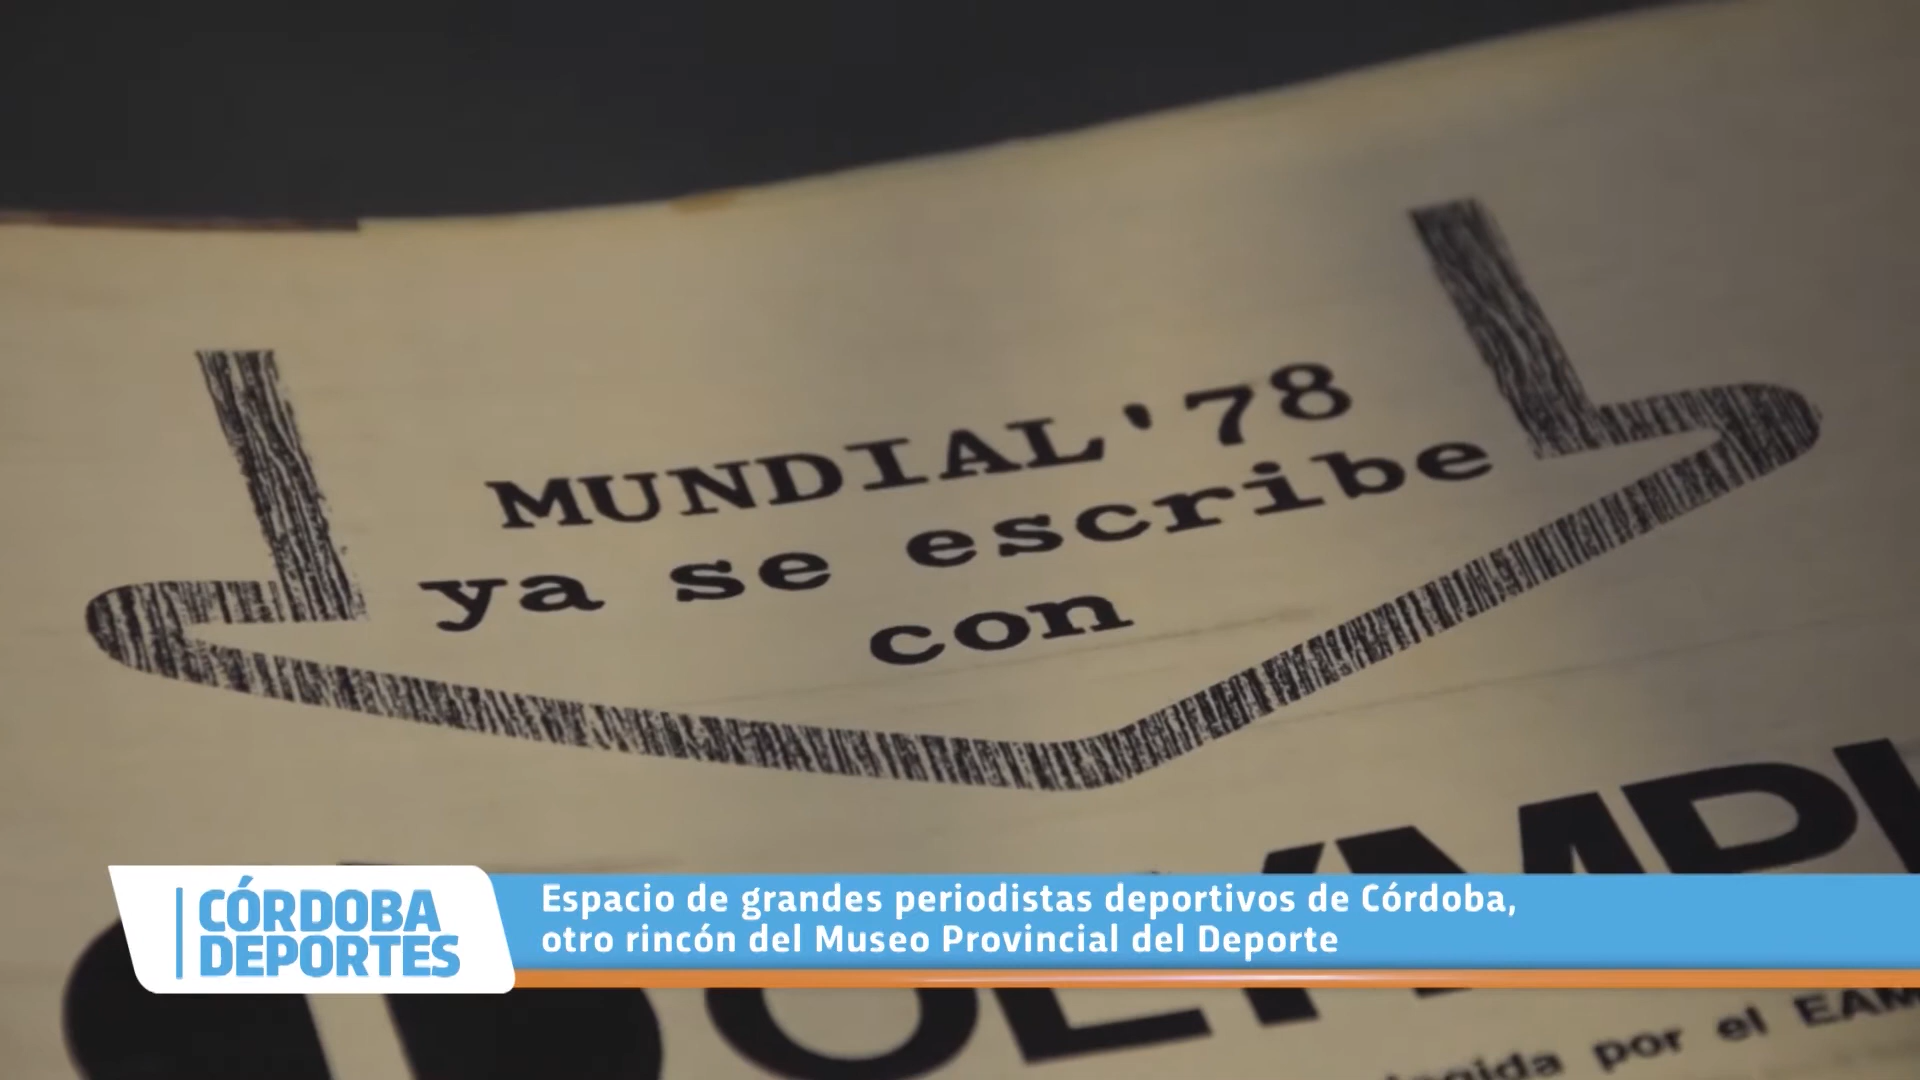 MUNDIAL'78
ya se escribe
con
por el
CÓRDOBA
DEPORTES
Espacio de grandes periodistas deportivos de Córdoba,
otro rincón del Museo Provincial del Deporte